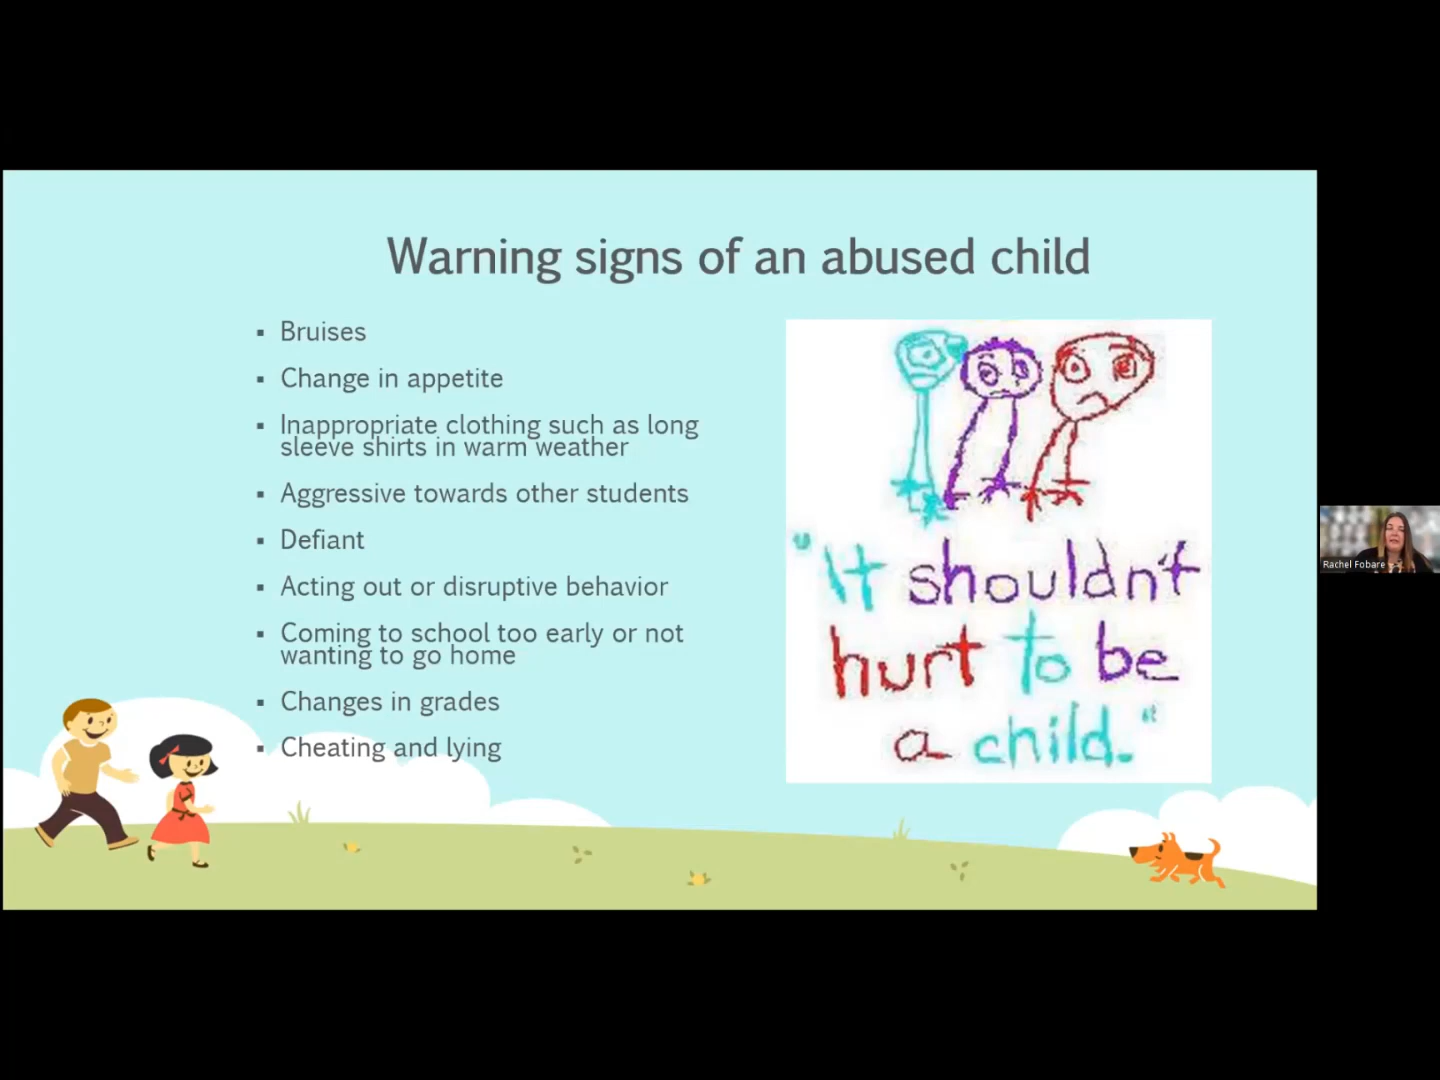 Warning signs of an abused child
▪ Bruises
▪ Change in appetite
▪ Inappropriate clothing such as long
sleeve shirts in warm weather
▪ Aggressive towards other students
▪ Defiant
▪ Acting out or disruptive behavior
▪ Coming to school too early or not
wanting to go home
▪ Changes in grades
▪ Cheating and lying
"It shouldn't
hurt to be
a child."
Rachel Fobare